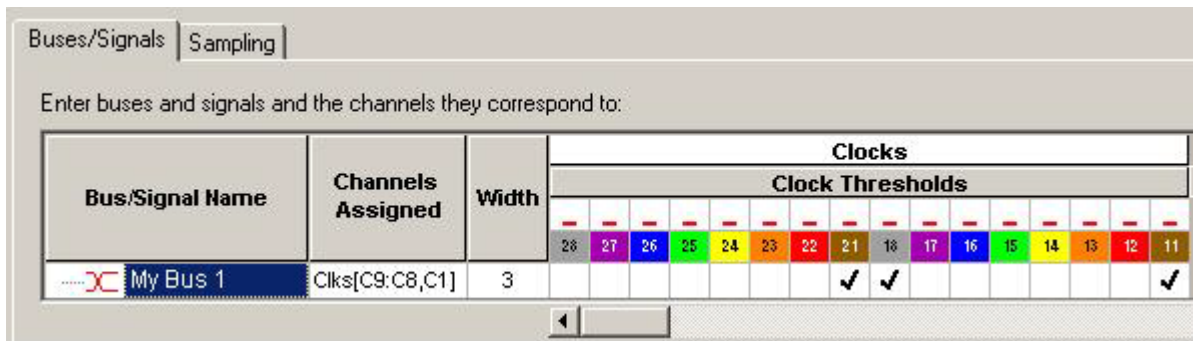 Buses/Signals Sampling
Enter buses and signals and the channels they correspond to:
Bus/Signal Name Channels Assigned Width Clocks
Clock Thresholds
28 27 26 25 24 23 22 21 18 17 16 15 14 13 12 11
My Bus 1 Clks[C9:C8,C1] 3